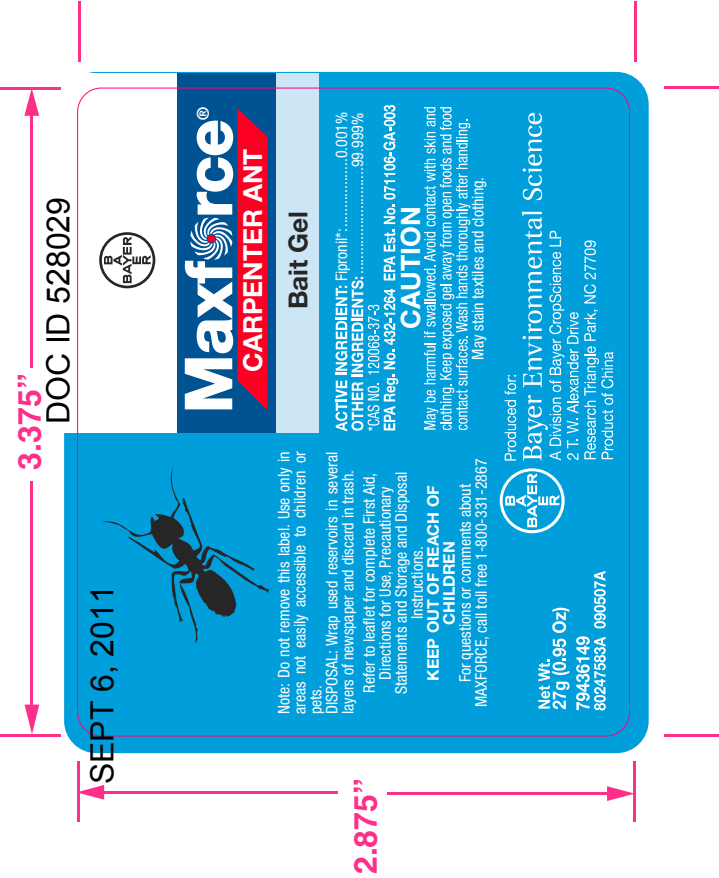 SEPT 6, 2011
DOC ID 528029
3.375”
2.875”
Note: Do not remove this label. Use only in
areas not easily accessible to children or
pets.
DISPOSAL: Wrap used reservoirs in several
layers of newspaper and discard in trash.
Refer to leaflet for complete First Aid,
Directions for Use, Precautionary
Statements and Storage and Disposal
Instructions.
KEEP OUT OF REACH OF
CHILDREN
For questions or comments about
MAXFORCE, call toll free 1-800-331-2867
Net Wt.
27g (0.95 Oz)
79436149
80247583A 090507A
BAYER
BAYER
Maxforce®
CARPENTER ANT
Bait Gel
ACTIVE INGREDIENT: Fipronil*:..................0.001%
OTHER INGREDIENTS: ..........................99.999%
*CAS NO. 120068-37-3
EPA Reg. No. 432-1264 EPA Est. No. 071106-GA-003
CAUTION
May be harmful if swallowed. Avoid contact with skin and
clothing. Keep exposed gel away from open foods and food
contact surfaces. Wash hands thoroughly after handling.
May stain textiles and clothing.
BAYER
BAYER
Produced for:
Bayer Environmental Science
A Division of Bayer CropScience LP
2 T. W. Alexander Drive
Research Triangle Park, NC 27709
Product of China